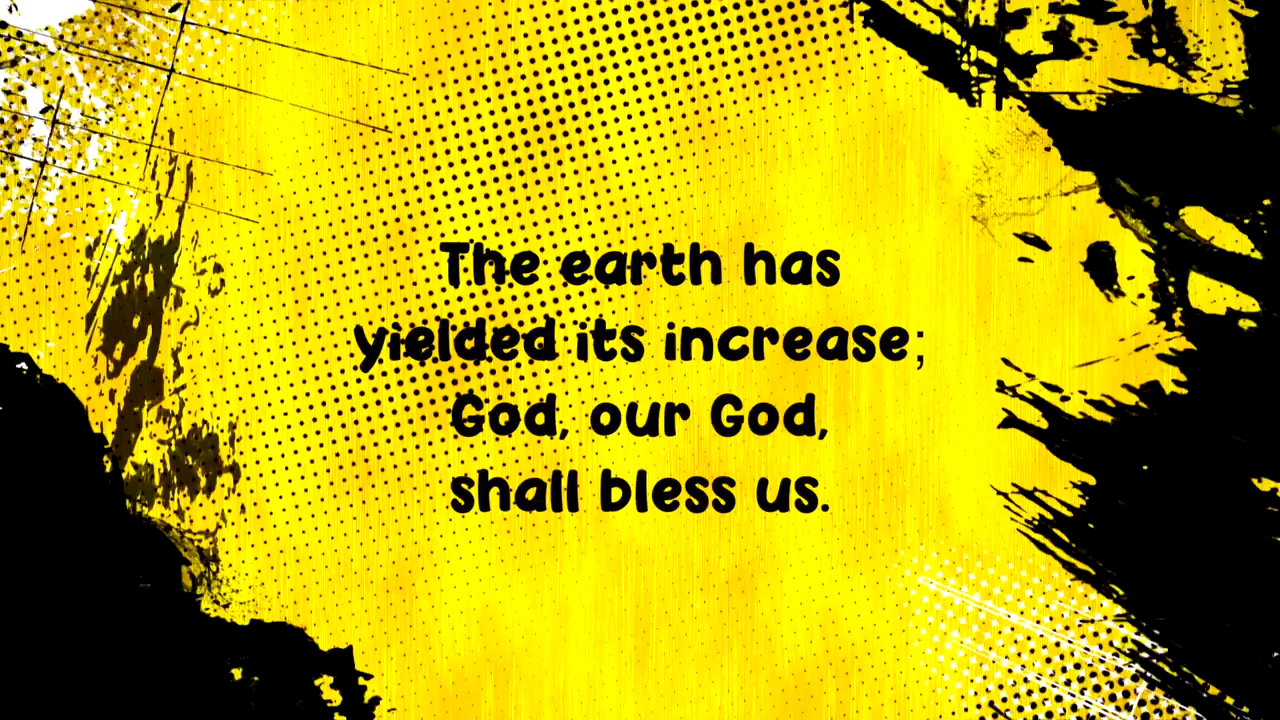 The earth has
yielded its increase;
God, our God,
shall bless us.